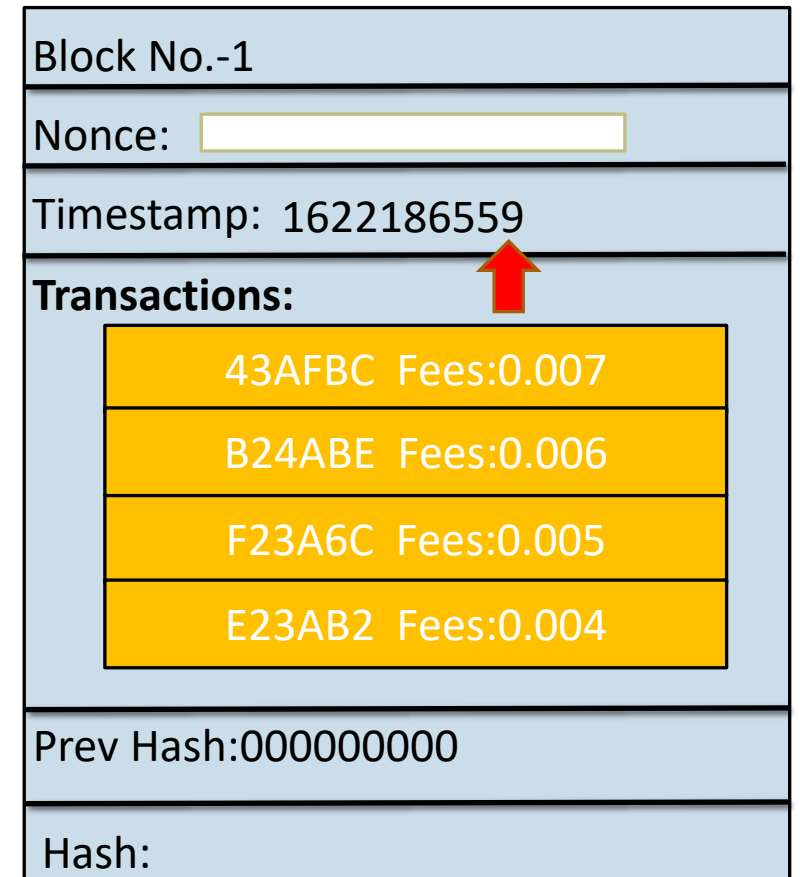 Block No.-1
Nonce:
Timestamp: 1622186559
Transactions:
43AFBC Fees:0.007
B24ABE Fees:0.006
F23A6C Fees:0.005
E23AB2 Fees:0.004
Prev Hash:000000000
Hash: